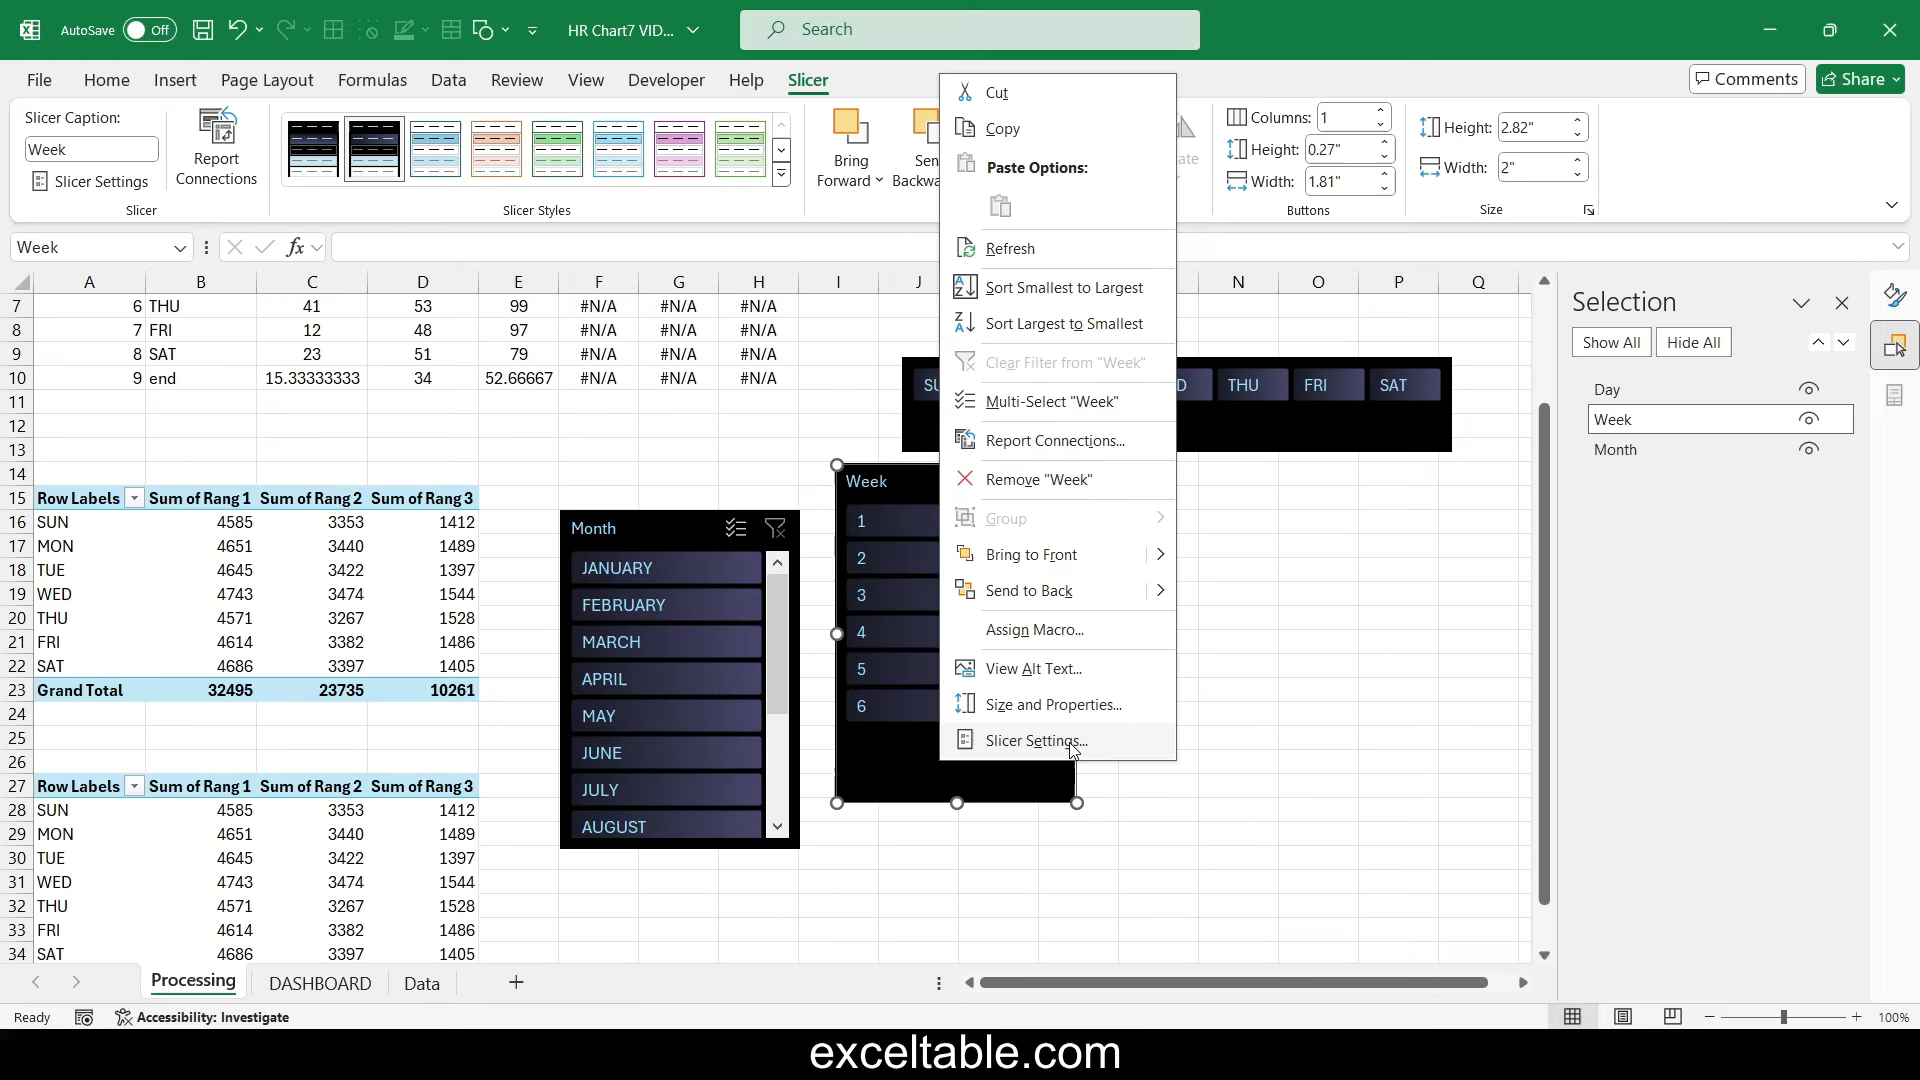 AutoSave Off HR Chart7 VID... Search
File Home Insert Page Layout Formulas Data Review View Developer Help Slicer Comments Share
Slicer Caption:
Week
Slicer Settings
Report Connections
Slicer
Slicer Styles
Bring Forward
Sen
Backwa
ate
Columns: 1
Height: 0.27"
Width: 1.81"
Buttons
Height: 2.82"
Width: 2"
Size
Week fx
A B C D E F G H I J N O P Q
7 6 THU 41 53 99 #N/A #N/A #N/A
8 7 FRI 12 48 97 #N/A #N/A #N/A
9 8 SAT 23 51 79 #N/A #N/A #N/A
10 9 end 15.33333333 34 52.66667 #N/A #N/A #N/A
11
12
13
14
15 Row Labels Sum of Rang 1 Sum of Rang 2 Sum of Rang 3
16 SUN 4585 3353 1412
17 MON 4651 3440 1489
18 TUE 4645 3422 1397
19 WED 4743 3474 1544
20 THU 4571 3267 1528
21 FRI 4614 3382 1486
22 SAT 4686 3397 1405
23 Grand Total 32495 23735 10261
24
25
26
27 Row Labels Sum of Rang 1 Sum of Rang 2 Sum of Rang 3
28 SUN 4585 3353 1412
29 MON 4651 3440 1489
30 TUE 4645 3422 1397
31 WED 4743 3474 1544
32 THU 4571 3267 1528
33 FRI 4614 3382 1486
34 SAT 4686 3397 1405
Month
JANUARY
FEBRUARY
MARCH
APRIL
MAY
JUNE
JULY
AUGUST
Week
1
2
3
4
5
6
SU D THU FRI SAT
Cut
Copy
Paste Options:
Refresh
Sort Smallest to Largest
Sort Largest to Smallest
Clear Filter from "Week"
Multi-Select "Week"
Report Connections...
Remove "Week"
Group
Bring to Front
Send to Back
Assign Macro...
View Alt Text...
Size and Properties...
Slicer Settings...
Selection
Show All Hide All
Day
Week
Month
Processing DASHBOARD Data
Ready Accessibility: Investigate 100%
exceltable.com